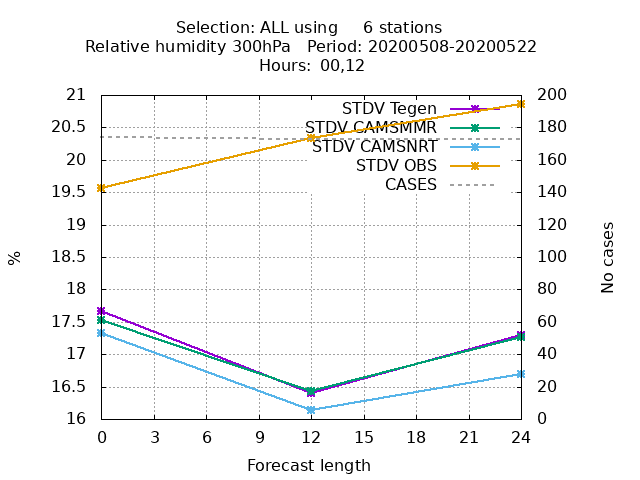 Selection: ALL using     6 stations
Relative humidity 300hPa   Period: 20200508-20200522
Hours: 00,12
21
20.5
20
19.5
19
18.5
18
17.5
17
16.5
16
%
200
180
160
140
120
100
80
60
40
20
0
No cases
STDV Tegen
STDV CAMSMMR
STDV CAMSNRT
STDV OBS
CASES
0 3 6 9 12 15 18 21 24
Forecast length